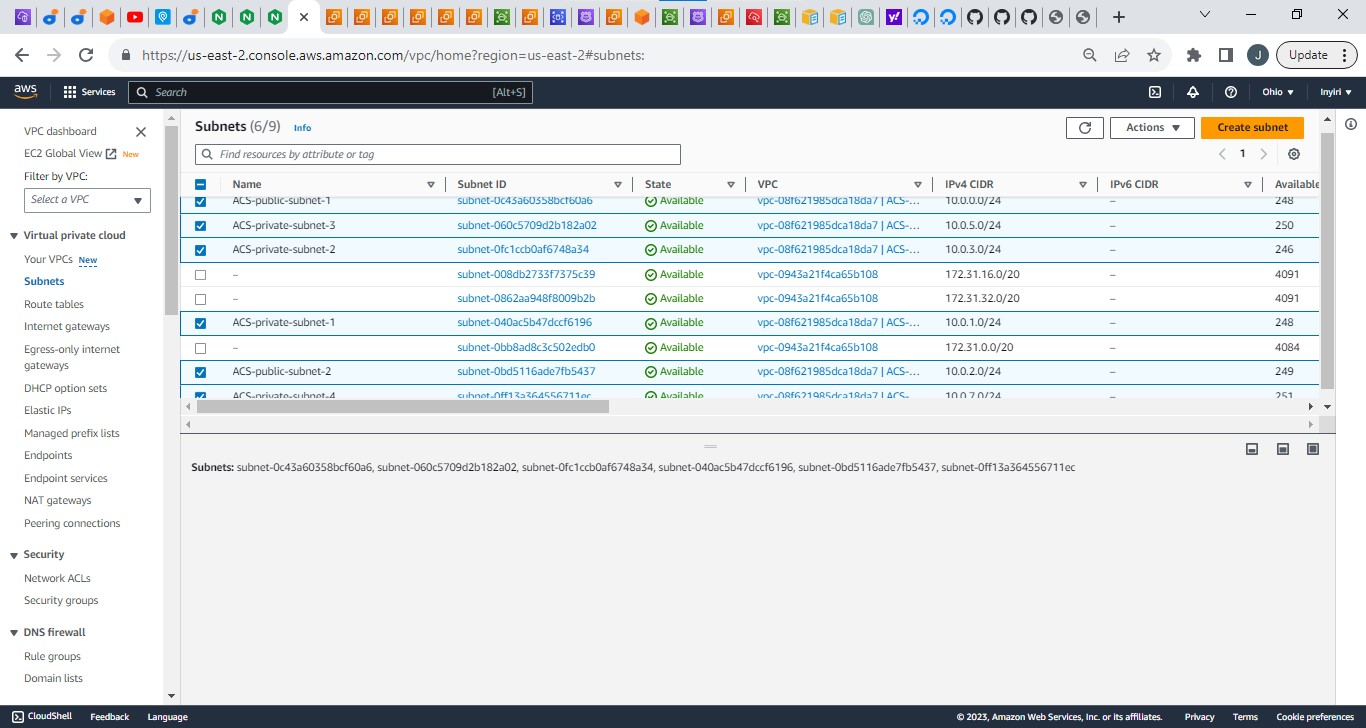 https://us-east-2.console.aws.amazon.com/vpc/home?region=us-east-2#subnets:
J
Update
aws
Services
Search
[Alt+S]
Ohio
Inyiri
VPC dashboard
EC2 Global View New
Filter by VPC:
Select a VPC
Virtual private cloud
Your VPCs New
Subnets
Route tables
Internet gateways
Egress-only internet
gateways
DHCP option sets
Elastic IPs
Managed prefix lists
Endpoints
Endpoint services
NAT gateways
Peering connections
Security
Network ACLs
Security groups
DNS firewall
Rule groups
Domain lists
Subnets (6/9) Info
Actions
Create subnet
Find resources by attribute or tag
1
Name Subnet ID State VPC IPv4 CIDR IPv6 CIDR Available
ACS-public-subnet-1 subnet-0c43a60358bcf60a6 Available vpc-08f621985dca18da7 | ACS-... 10.0.0.0/24 – 248
ACS-private-subnet-3 subnet-060c5709d2b182a02 Available vpc-08f621985dca18da7 | ACS-... 10.0.5.0/24 – 250
ACS-private-subnet-2 subnet-0fc1ccb0af6748a34 Available vpc-08f621985dca18da7 | ACS-... 10.0.3.0/24 – 246
– subnet-008db2733f7375c39 Available vpc-0943a21f4ca65b108 172.31.16.0/20 – 4091
– subnet-0862aa948f8009b2b Available vpc-0943a21f4ca65b108 172.31.32.0/20 – 4091
ACS-private-subnet-1 subnet-040ac5b47dccf6196 Available vpc-08f621985dca18da7 | ACS-... 10.0.1.0/24 – 248
– subnet-0bb8ad8c3c502edb0 Available vpc-0943a21f4ca65b108 172.31.0.0/20 – 4084
ACS-public-subnet-2 subnet-0bd5116ade7fb5437 Available vpc-08f621985dca18da7 | ACS-... 10.0.2.0/24 – 249
ACS-private-subnet-4 subnet-0ff13a364556711ec Available vpc-08f621985dca18da7 | ACS- 10.0.7.0/24 – 251
Subnets: subnet-0c43a60358bcf60a6, subnet-060c5709d2b182a02, subnet-0fc1ccb0af6748a34, subnet-040ac5b47dccf6196, subnet-0bd5116ade7fb5437, subnet-0ff13a364556711ec
CloudShell Feedback Language
© 2023, Amazon Web Services, Inc. or its affiliates. Privacy Terms Cookie preferences